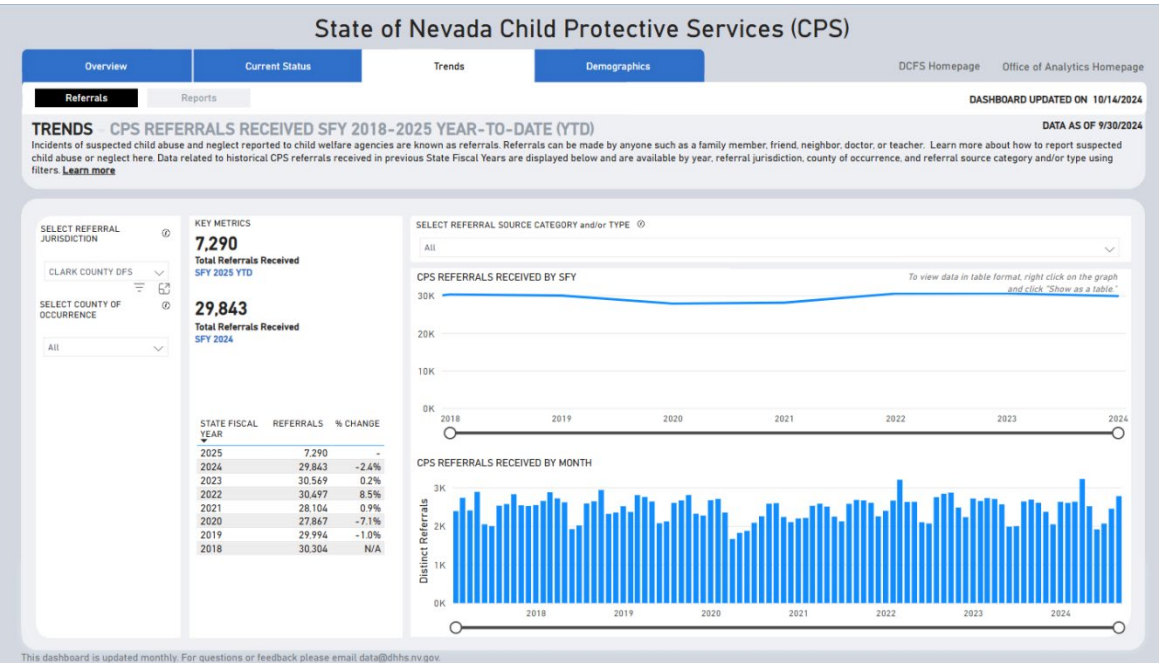 State of Nevada Child Protective Services (CPS)
Overview
Current Status
Trends
Demographics
DCFS Homepage
Office of Analytics Homepage
Referrals
Reports
DASHBOARD UPDATED ON 10/14/2024
TRENDS - CPS REFERRALS RECEIVED SFY 2018-2025 YEAR-TO-DATE (YTD)
DATA AS OF 9/30/2024
Incidents of suspected child abuse and neglect reported to child welfare agencies are known as referrals. Referrals can be made by anyone such as a family member, friend, neighbor, doctor, or teacher. Learn more about how to report suspected
child abuse or neglect here. Data related to historical CPS referrals received in previous State Fiscal Years are displayed below and are available by year, referral jurisdiction, county of occurrence, and referral source category and/or type using
filters. Learn more
SELECT REFERRAL
JURISDICTION
CLARK COUNTY DFS
SELECT COUNTY OF
OCCURRENCE
All
KEY METRICS
7,290
Total Referrals Received
SFY 2025 YTD
29,843
Total Referrals Received
SFY 2024
STATE FISCAL YEAR REFERRALS % CHANGE
2025 7,290 -
2024 29,843 -2.4%
2023 30,569 0.2%
2022 30,497 8.5%
2021 28,104 0.9%
2020 27,867 -7.1%
2019 29,994 -1.0%
2018 30,304 N/A
SELECT REFERRAL SOURCE CATEGORY and/or TYPE
All
CPS REFERRALS RECEIVED BY SFY
To view data in table format, right click on the graph
and click "Show as a table."
30K
20K
10K
0K
2018 2019 2020 2021 2022 2023 2024
CPS REFERRALS RECEIVED BY MONTH
Distinct Referrals
3K
2K
1K
0K
2018 2019 2020 2021 2022 2023 2024
This dashboard is updated monthly. For questions or feedback please email data@dhhs.nv.gov.